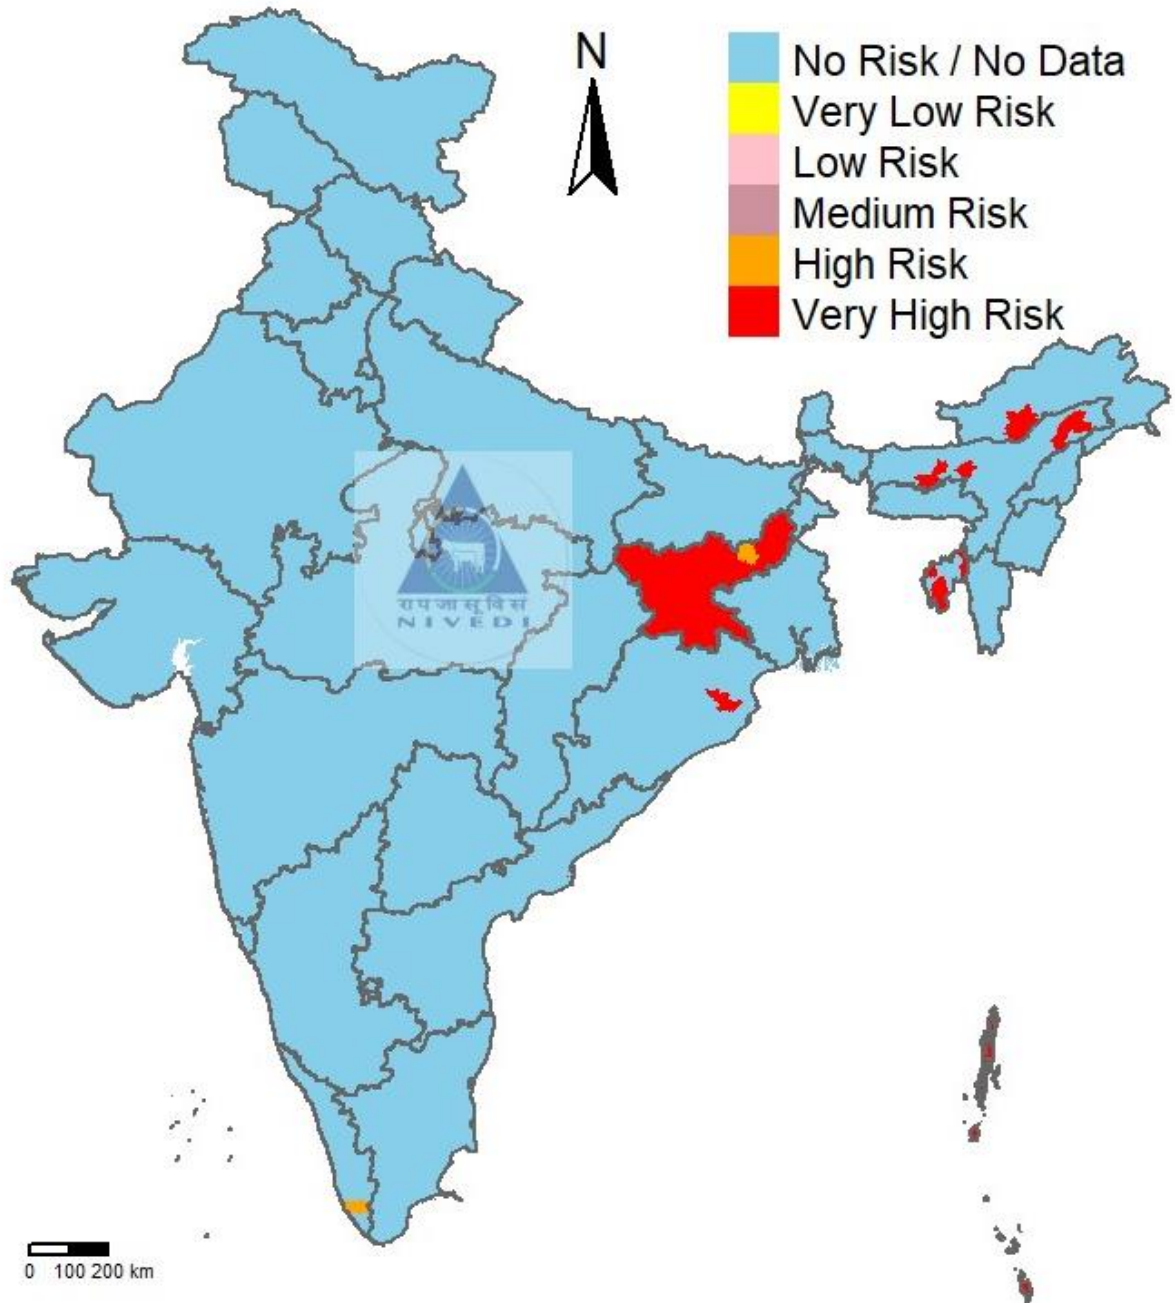 N
No Risk / No Data
Very Low Risk
Low Risk
Medium Risk
High Risk
Very High Risk
रापजासूविसं
NIVEDI
0 100 200 km